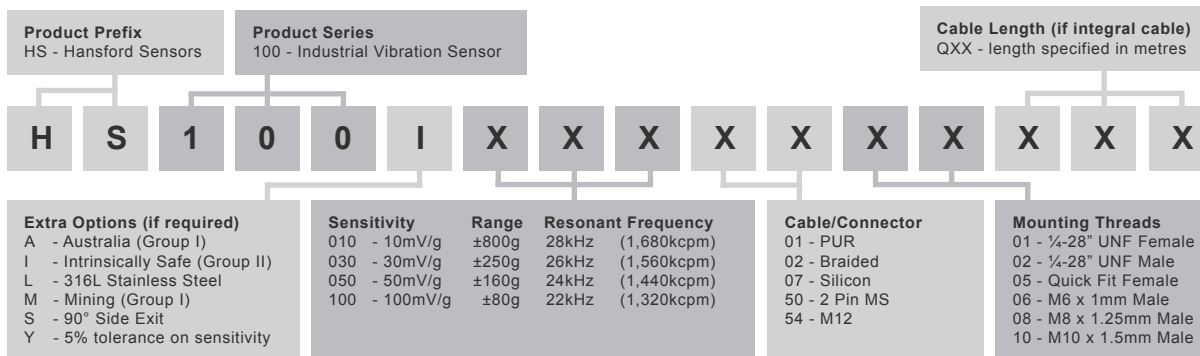 Product Prefix
HS - Hansford Sensors
Product Series
100 - Industrial Vibration Sensor
Cable Length (if integral cable)
QXX - length specified in metres
H S 1 0 0 I X X X X X X X X X X
Extra Options (if required)
A - Australia (Group I)
I - Intrinsically Safe (Group II)
L - 316L Stainless Steel
M - Mining (Group I)
S - 90° Side Exit
Y - 5% tolerance on sensitivity
Sensitivity Range Resonant Frequency
010 - 10mV/g ±800g 28kHz (1,680kcpm)
030 - 30mV/g ±250g 26kHz (1,560kcpm)
050 - 50mV/g ±160g 24kHz (1,440kcpm)
100 - 100mV/g ±80g 22kHz (1,320kcpm)
Cable/Connector
01 - PUR
02 - Braided
07 - Silicon
50 - 2 Pin MS
54 - M12
Mounting Threads
01 - ¼-28” UNF Female
02 - ¼-28” UNF Male
05 - Quick Fit Female
06 - M6 x 1mm Male
08 - M8 x 1.25mm Male
10 - M10 x 1.5mm Male